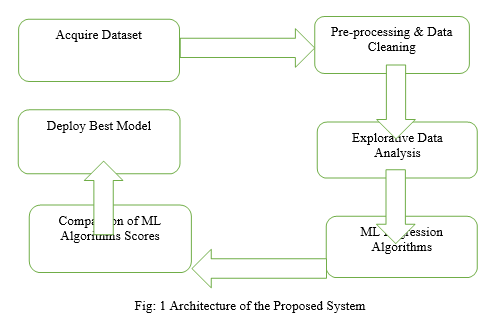 Acquire Dataset
Pre-processing & Data
Cleaning
Explorative Data
Analysis
ML Regression
Algorithms
Comparison of ML
Algorithms Scores
Deploy Best Model
Fig: 1 Architecture of the Proposed System